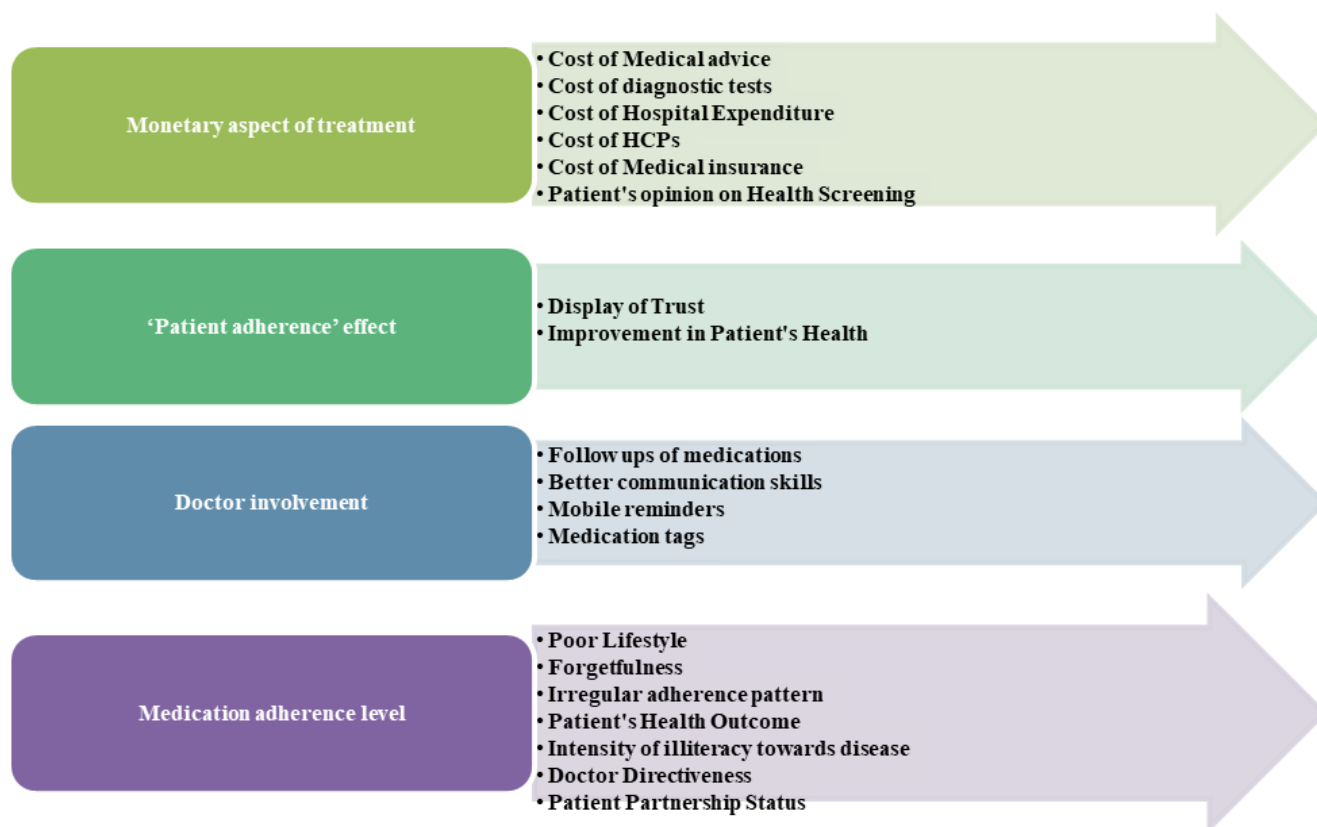 Monetary aspect of treatment
• Cost of Medical advice
• Cost of diagnostic tests
• Cost of Hospital Expenditure
• Cost of HCPs
• Cost of Medical insurance
• Patient's opinion on Health Screening
‘Patient adherence’ effect
• Display of Trust
• Improvement in Patient's Health
Doctor involvement
• Follow ups of medications
• Better communication skills
• Mobile reminders
• Medication tags
Medication adherence level
• Poor Lifestyle
• Forgetfulness
• Irregular adherence pattern
• Patient's Health Outcome
• Intensity of illiteracy towards disease
• Doctor Directiveness
• Patient Partnership Status